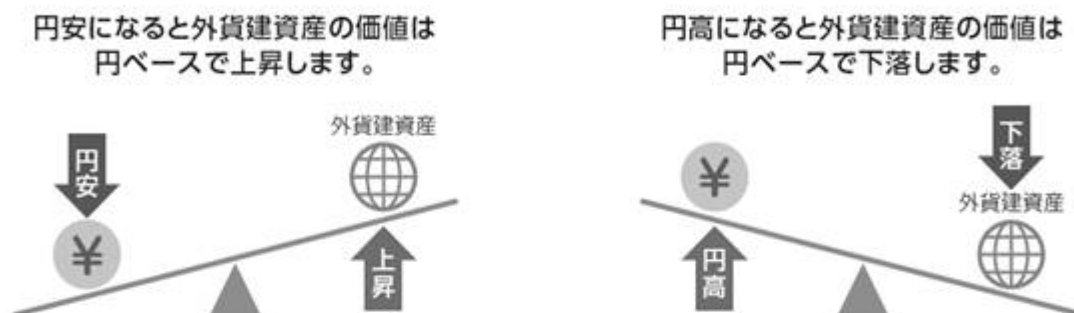 円安になると外貨建資産の価値は
円ベースで上昇します。
円安
¥
外貨建資産
上昇
円高になると外貨建資産の価値は
円ベースで下落します。
¥
円高
下落
外貨建資産